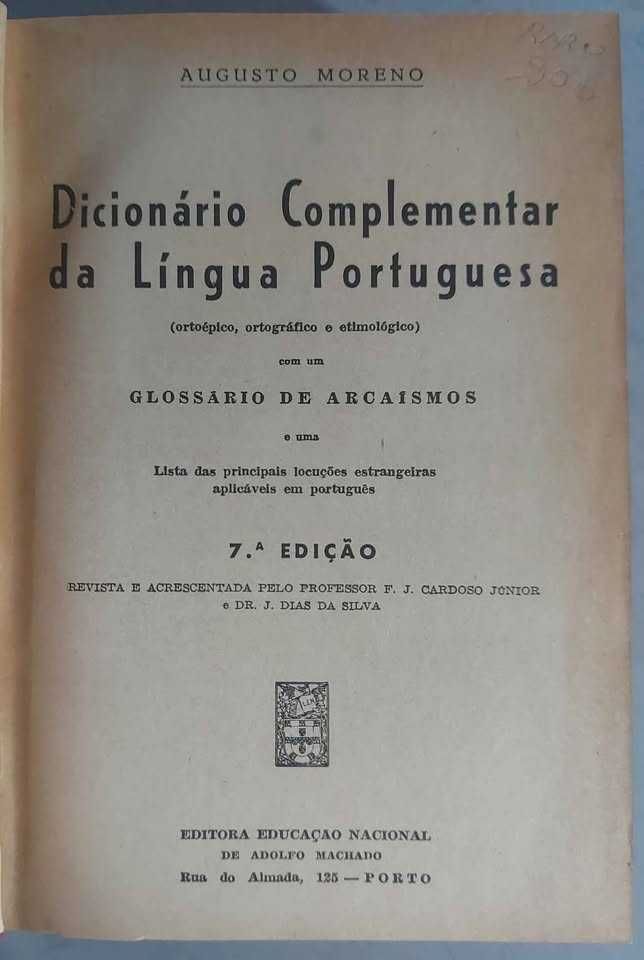 AUGUSTO MORENO
Dicionário Complementar
da Língua Portuguesa
(ortoépico, ortográfico e etimológico)
com um
GLOSSÁRIO DE ARCAÍSMOS
e uma
Lista das principais locuções estrangeiras
aplicáveis em português
7.ª EDIÇÃO
REVISTA E ACRESCENTADA PELO PROFESSOR F. J. CARDOSO JÚNIOR
e DR. J. DIAS DA SILVA
EDITORA EDUCAÇAO NACIONAL
DE ADOLFO MACHADO
Rua do Almada, 125 — PORTO